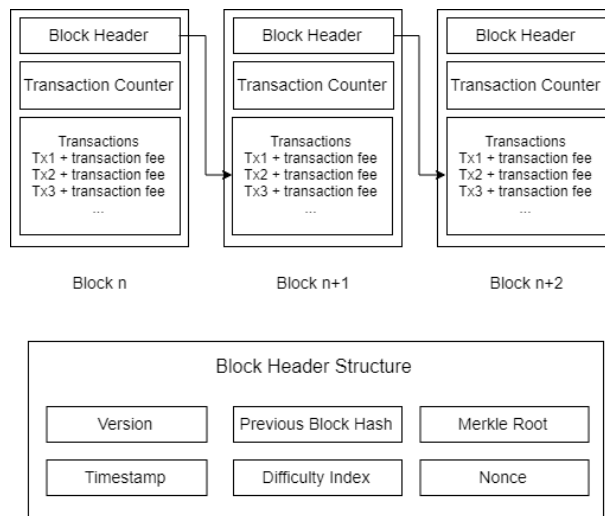 Block Header
Transaction Counter
Transactions
Tx1 + transaction fee
Tx2 + transaction fee
Tx3 + transaction fee
...
Block n
Block Header
Transaction Counter
Transactions
Tx1 + transaction fee
Tx2 + transaction fee
Tx3 + transaction fee
...
Block n+1
Block Header
Transaction Counter
Transactions
Tx1 + transaction fee
Tx2 + transaction fee
Tx3 + transaction fee
...
Block n+2
Block Header Structure
Version
Previous Block Hash
Merkle Root
Timestamp
Difficulty Index
Nonce